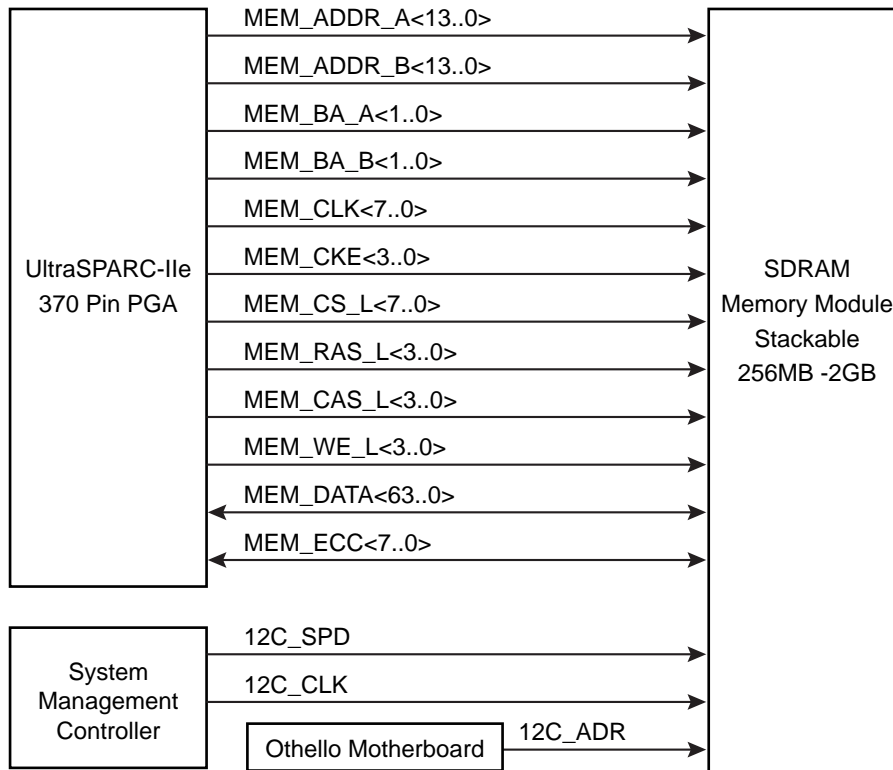 MEM_ADDR_A<13..0>
MEM_ADDR_B<13..0>
MEM_BA_A<1..0>
MEM_BA_B<1..0>
MEM_CLK<7..0>
MEM_CKE<3..0>
MEM_CS_L<7..0>
MEM_RAS_L<3..0>
MEM_CAS_L<3..0>
MEM_WE_L<3..0>
MEM_DATA<63..0>
MEM_ECC<7..0>
UltraSPARC-IIe
370 Pin PGA
SDRAM
Memory Module
Stackable
256MB -2GB
System
Management
Controller
12C_SPD
12C_CLK
Othello Motherboard
12C_ADR